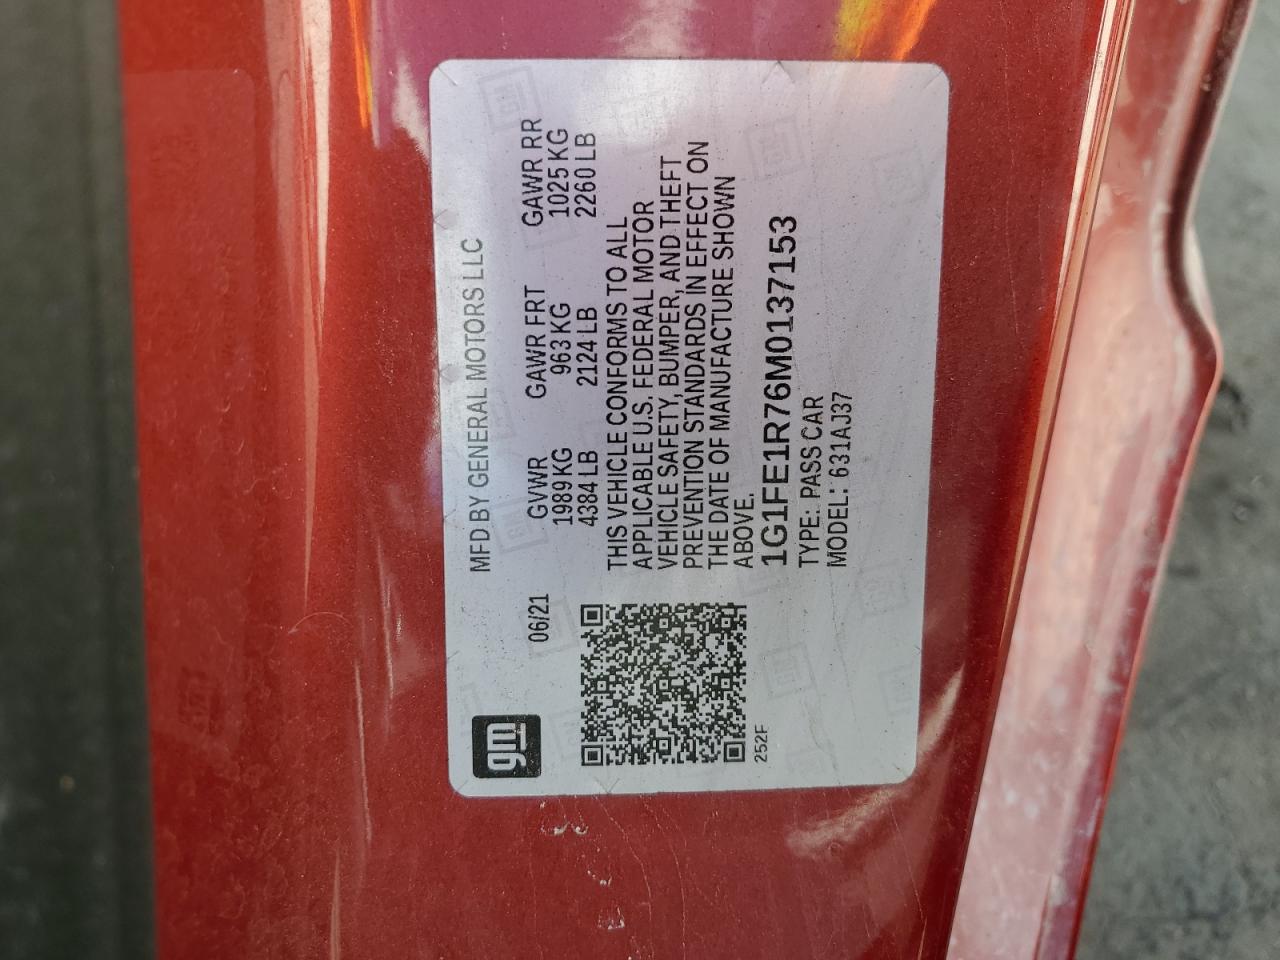 gm
MFD BY GENERAL MOTORS LLC
06/21
GVWR GAWR FRT GAWR RR
1989 KG 963 KG 1025 KG
4384 LB 2124 LB 2260 LB
THIS VEHICLE CONFORMS TO ALL
APPLICABLE U.S. FEDERAL MOTOR
VEHICLE SAFETY, BUMPER, AND THEFT
PREVENTION STANDARDS IN EFFECT ON
THE DATE OF MANUFACTURE SHOWN
ABOVE.
1G1FE1R76M0137153
TYPE: PASS CAR
MODEL: 631AJ37
252F